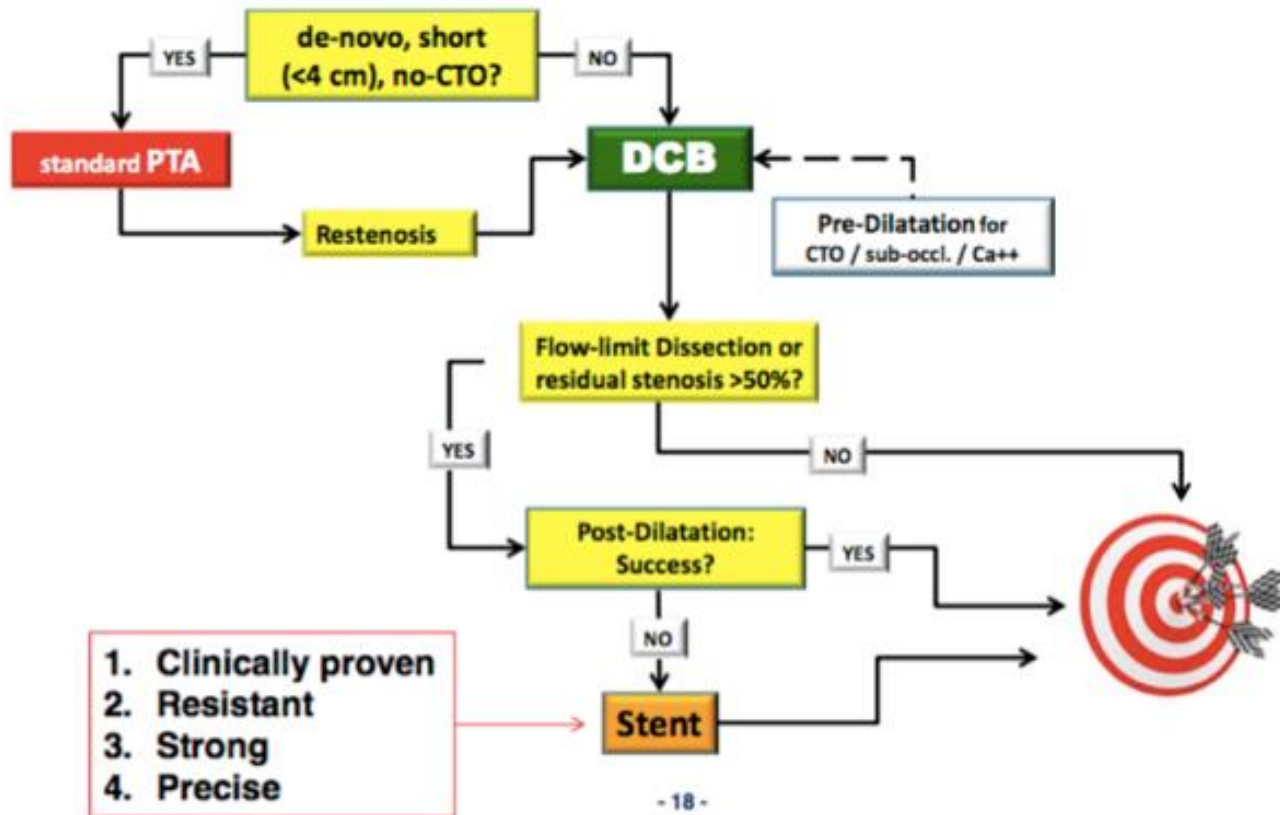 de-novo, short
(<4 cm), no-CTO?
YES
NO
standard PTA
DCB
Restenosis
Pre-Dilatation for
CTO / sub-occl. / Ca++
Flow-limit Dissection or
residual stenosis >50%?
YES
NO
Post-Dilatation:
Success?
YES
NO
1. Clinically proven
2. Resistant
3. Strong
4. Precise
Stent
- 18 -